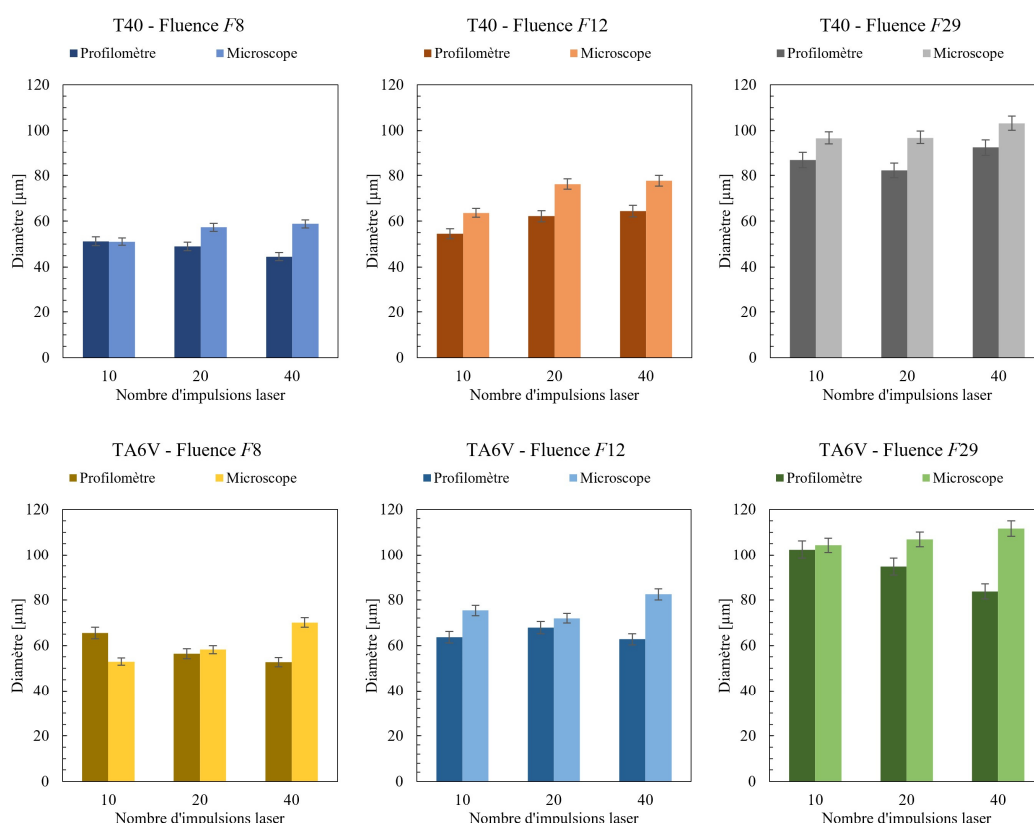 T40 - Fluence F8
Profilomètre Microscope
Diamètre [µm]
120
100
80
60
40
20
0
10 20 40
Nombre d'impulsions laser
T40 - Fluence F12
Profilomètre Microscope
Diamètre [µm]
120
100
80
60
40
20
0
10 20 40
Nombre d'impulsions laser
T40 - Fluence F29
Profilomètre Microscope
Diamètre [µm]
120
100
80
60
40
20
0
10 20 40
Nombre d'impulsions laser
TA6V - Fluence F8
Profilomètre Microscope
Diamètre [µm]
120
100
80
60
40
20
0
10 20 40
Nombre d'impulsions laser
TA6V - Fluence F12
Profilomètre Microscope
Diamètre [µm]
120
100
80
60
40
20
0
10 20 40
Nombre d'impulsions laser
TA6V - Fluence F29
Profilomètre Microscope
Diamètre [µm]
120
100
80
60
40
20
0
10 20 40
Nombre d'impulsions laser